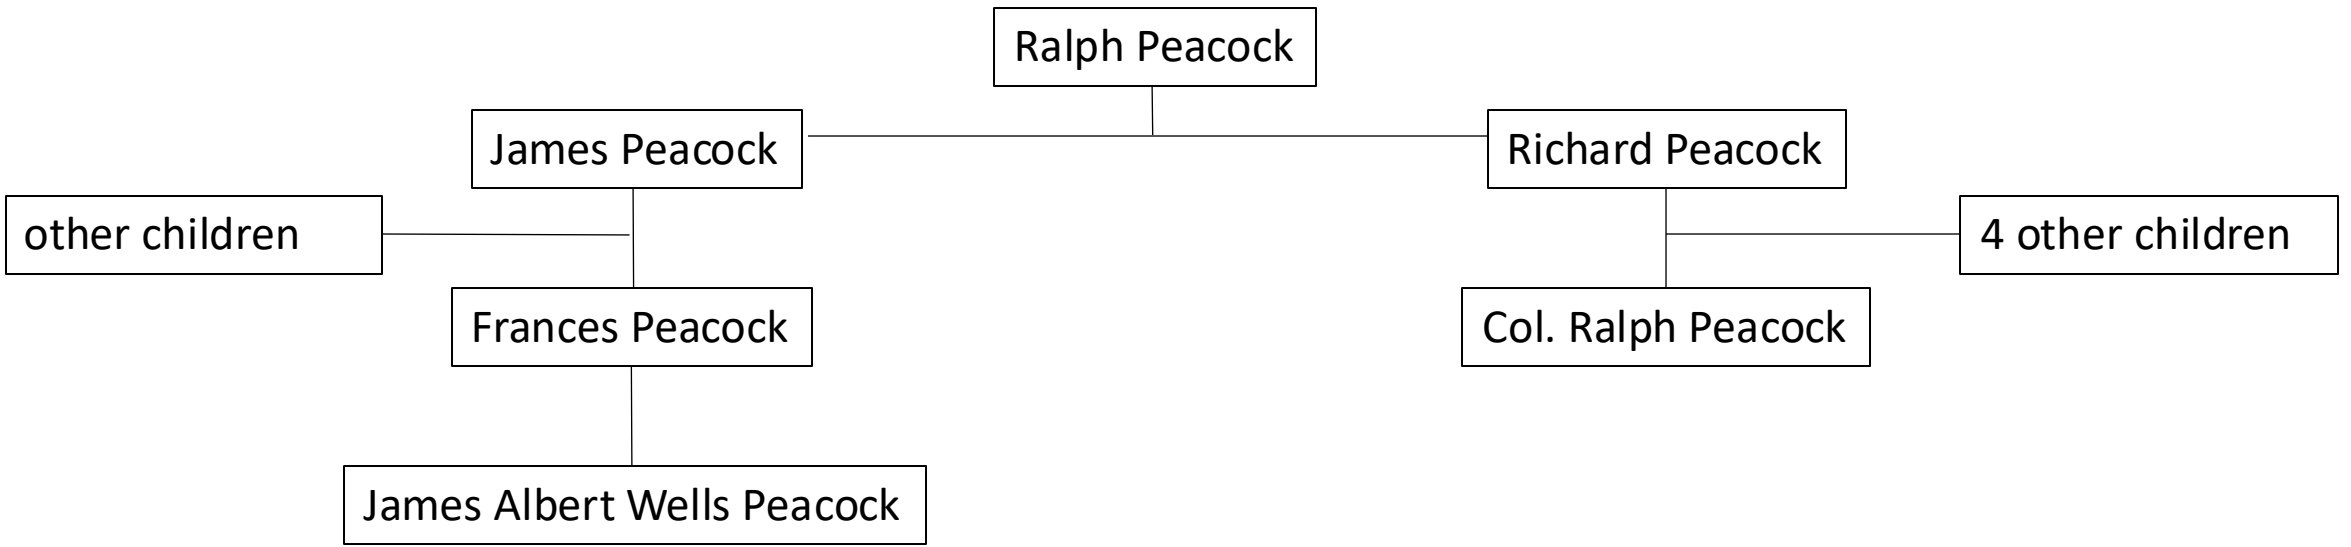 Ralph Peacock
James Peacock
Richard Peacock
other children
4 other children
Frances Peacock
Col. Ralph Peacock
James Albert Wells Peacock